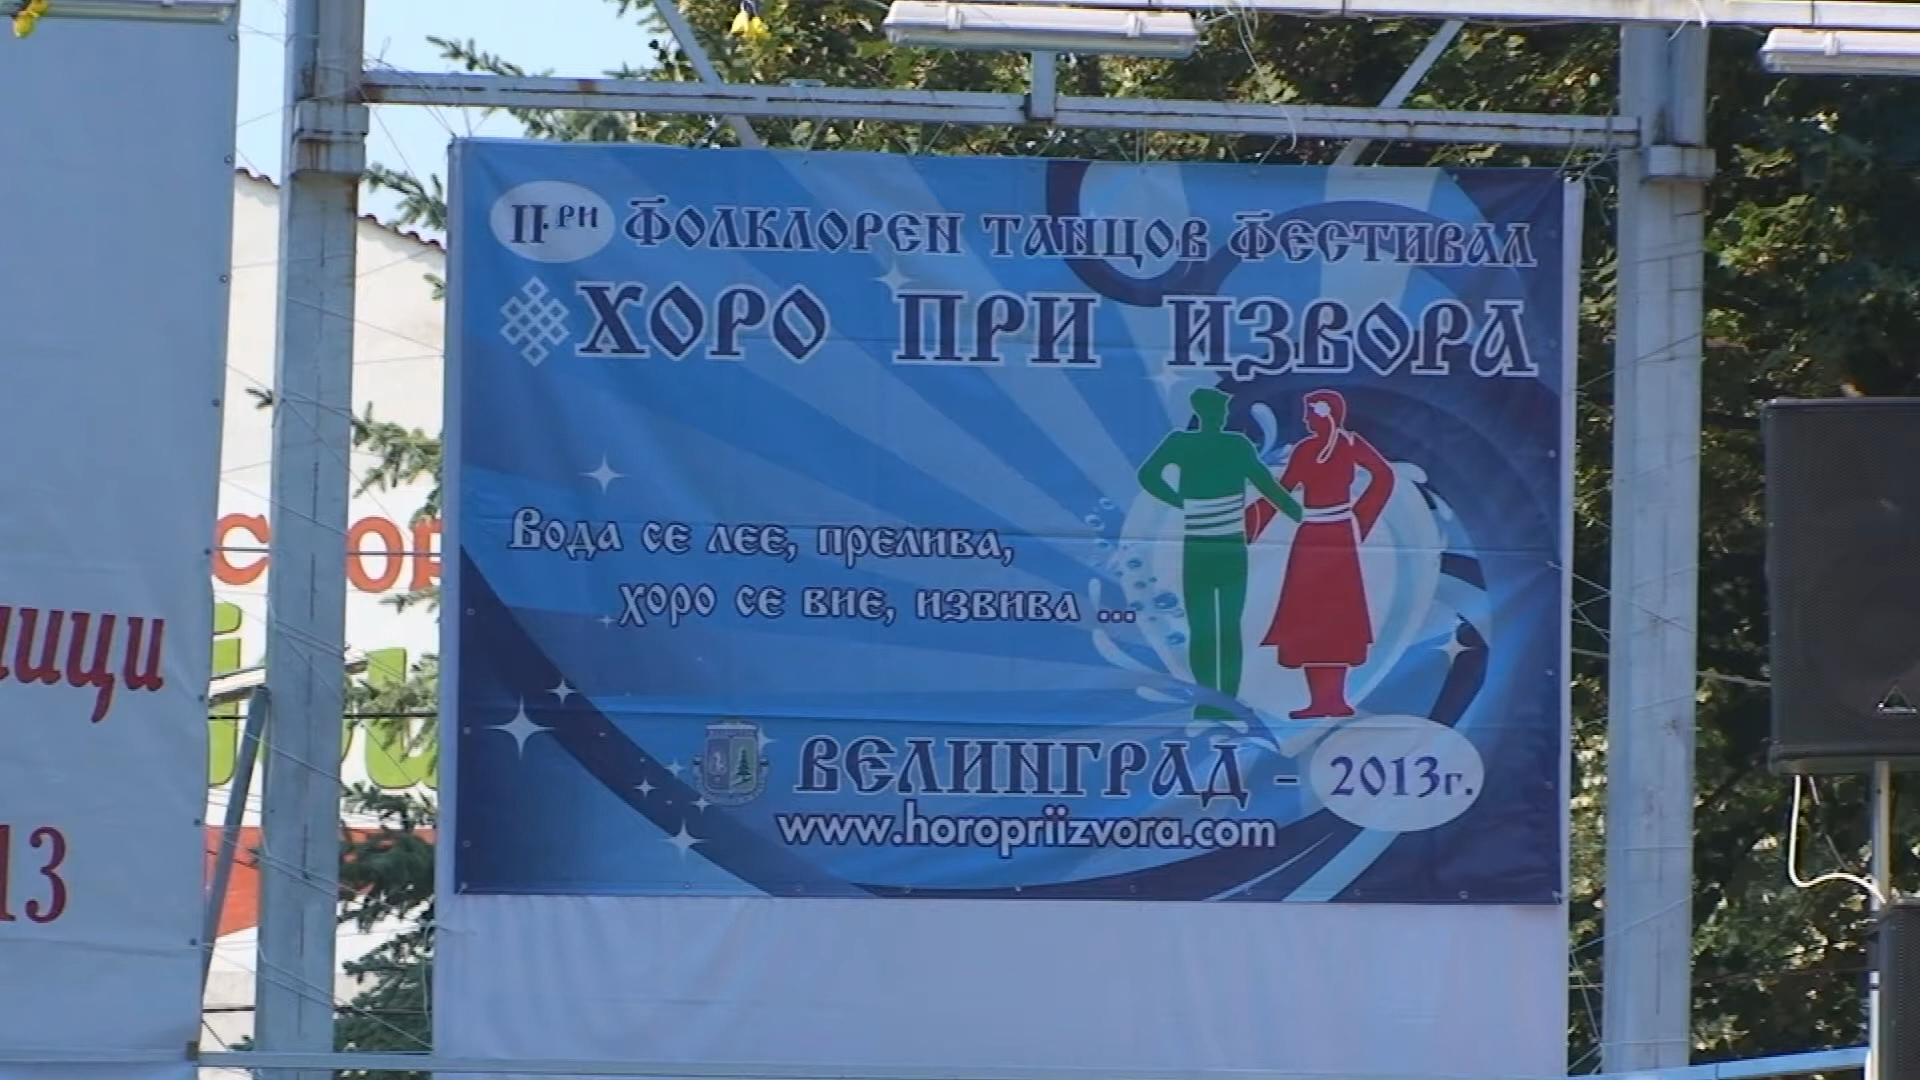 II.РИ ФОЛКЛОРЕН ТАНЦОВ ФЕСТИВАЛ
ХОРО ПРИ ИЗВОРА
Вода се лее, прелива,
хоро се вие, извива ...
ВЕЛИНГРАД - 2013г.
www.horopriizvora.com
13